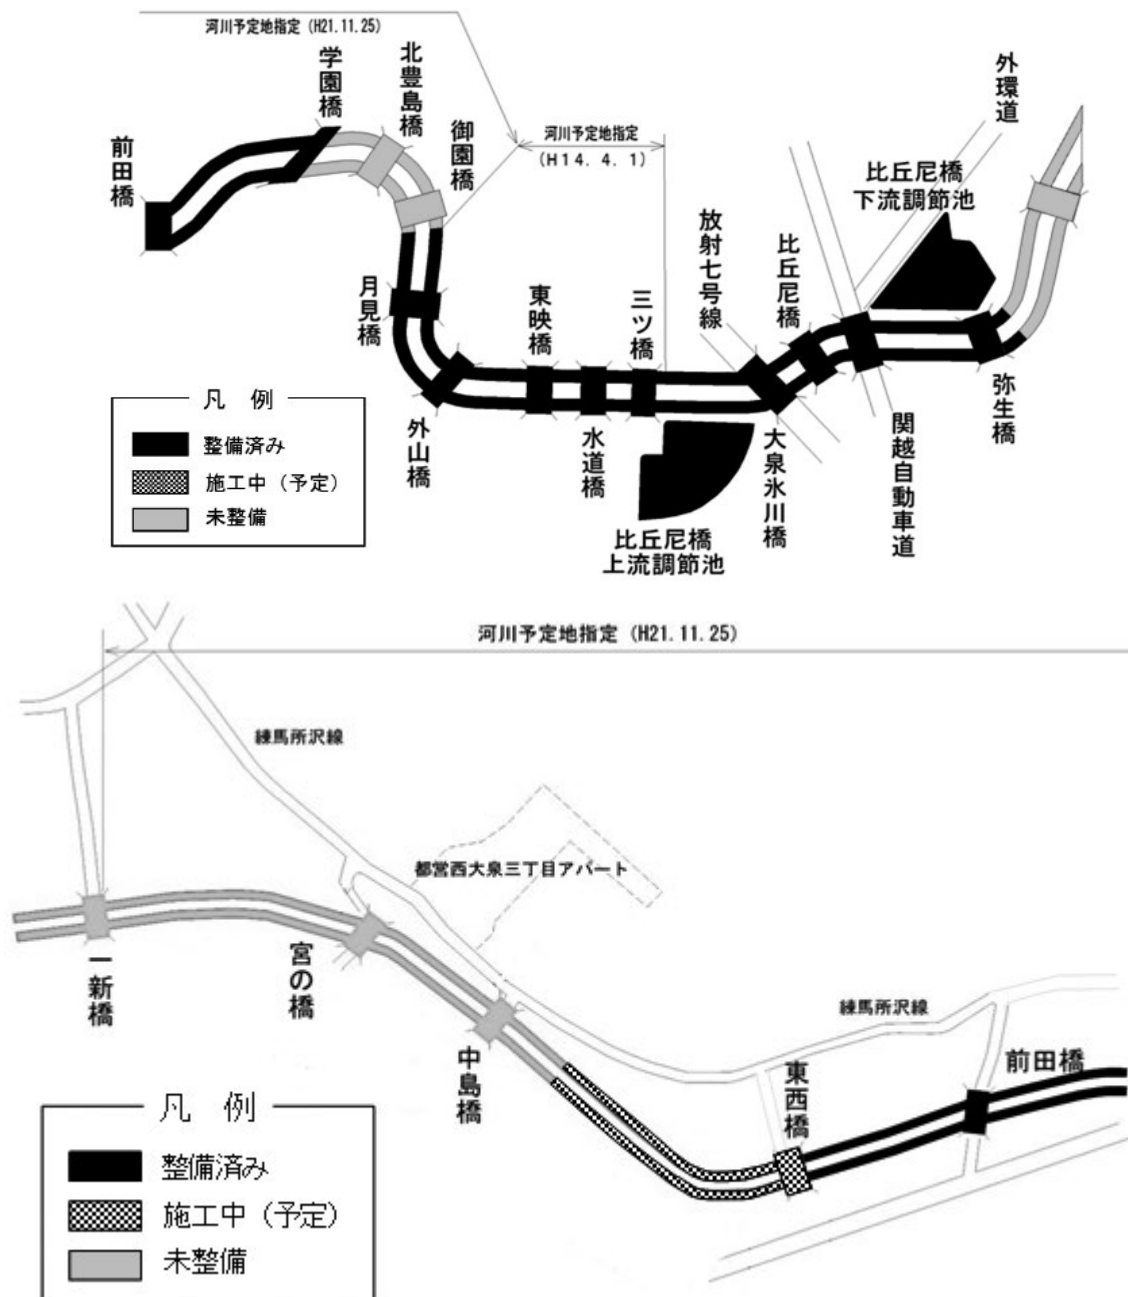 河川予定地指定（H21.11.25）
学園橋
北豊島橋
御園橋
前田橋
河川予定地指定
（H14.4.1）
外環道
比丘尼橋
下流調節池
放射七号線
比丘尼橋
月見橋
東映橋
三ツ橋
外山橋
水道橋
大泉氷川橋
関越自動車道
弥生橋
比丘尼橋
上流調節池
凡 例
整備済み
施工中（予定）
未整備
河川予定地指定（H21.11.25）
練馬所沢線
都営西大泉三丁目アパート
一新橋
宮の橋
中島橋
練馬所沢線
東西橋
前田橋
凡 例
整備済み
施工中（予定）
未整備